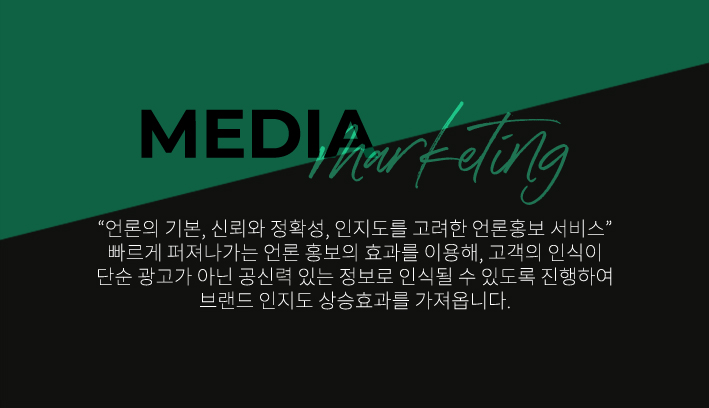 MEDIA marketing
“언론의 기본, 신뢰와 정확성, 인지도를 고려한 언론홍보 서비스”
빠르게 퍼져나가는 언론 홍보의 효과를 이용해, 고객의 인식이
단순 광고가 아닌 공신력 있는 정보로 인식될 수 있도록 진행하여
브랜드 인지도 상승효과를 가져옵니다.